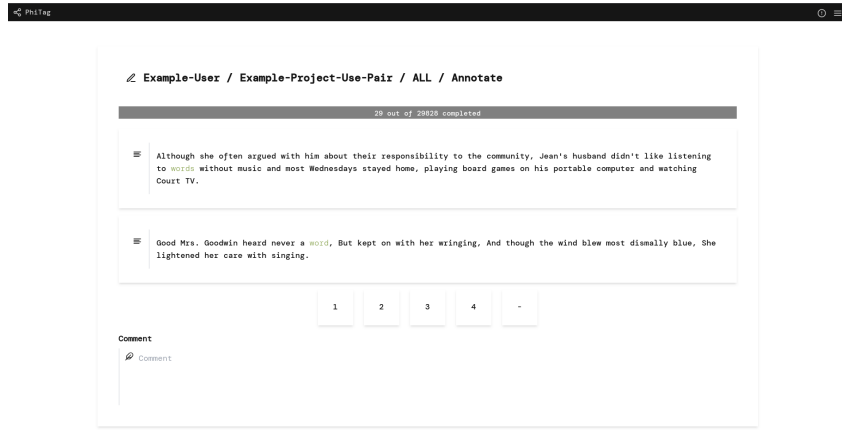 PhiTag
Example-User / Example-Project-Use-Pair / ALL / Annotate
29 out of 29828 completed
Although she often argued with him about their responsibility to the community, Jean's husband didn't like listening
to words without music and most Wednesdays stayed home, playing board games on his portable computer and watching
Court TV.
Good Mrs. Goodwin heard never a word, But kept on with her wringing, And though the wind blew most dismally blue, She
lightened her care with singing.
1 2 3 4 -
Comment
Comment